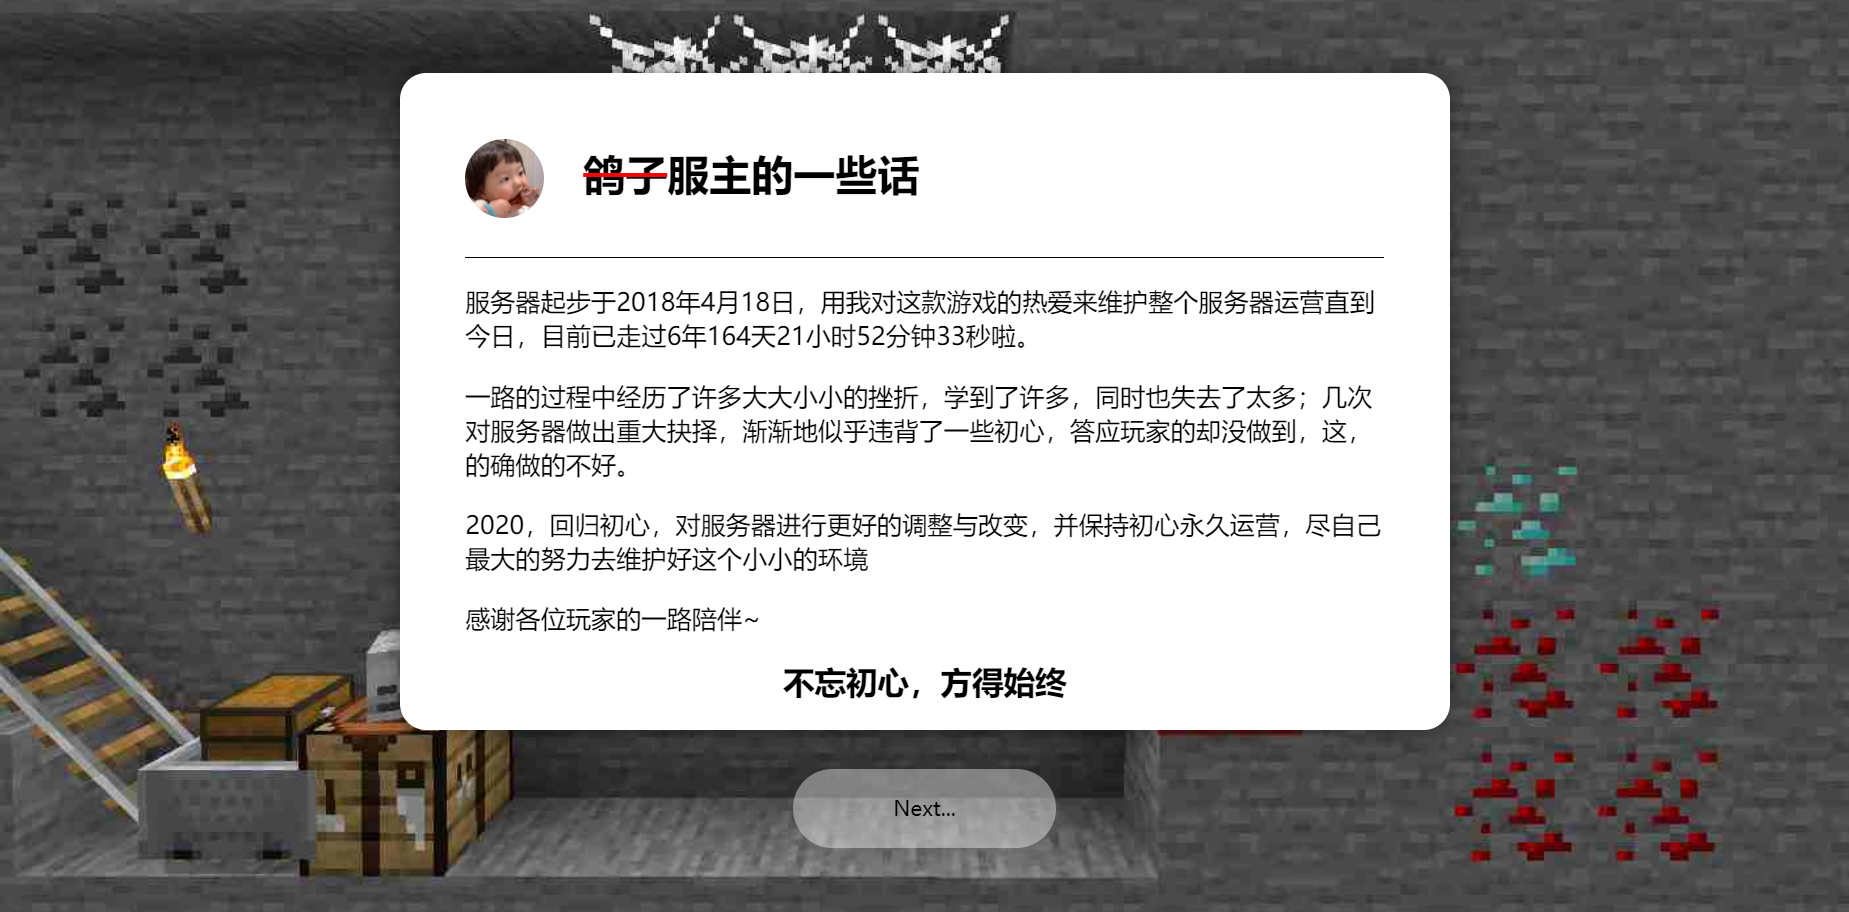 鸽子服主的一些话
服务器起步于2018年4月18日，用我对这款游戏的热爱来维护整个服务器运营直到
今日，目前已走过6年164天21小时52分钟33秒啦。
一路的过程中经历了许多大大小小的挫折，学到了许多，同时也失去了太多；几次
对服务器做出重大抉择，渐渐地似乎违背了一些初心，答应玩家的却没做到，这，
的确做的不好。
2020，回归初心，对服务器进行更好的调整与改变，并保持初心永久运营，尽自己
最大的努力去维护好这个小小的环境
感谢各位玩家的一路陪伴~
不忘初心，方得始终
Next...